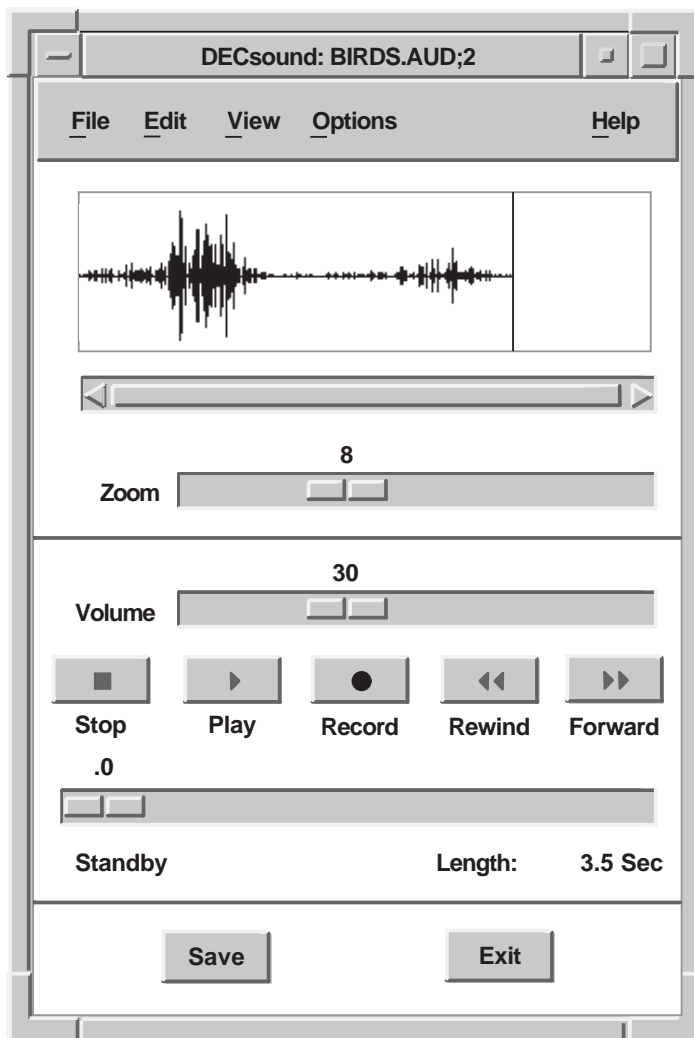 DECsound: BIRDS.AUD;2
File Edit View Options Help
8
Zoom
30
Volume
Stop Play Record Rewind Forward
.0
Standby Length: 3.5 Sec
Save Exit